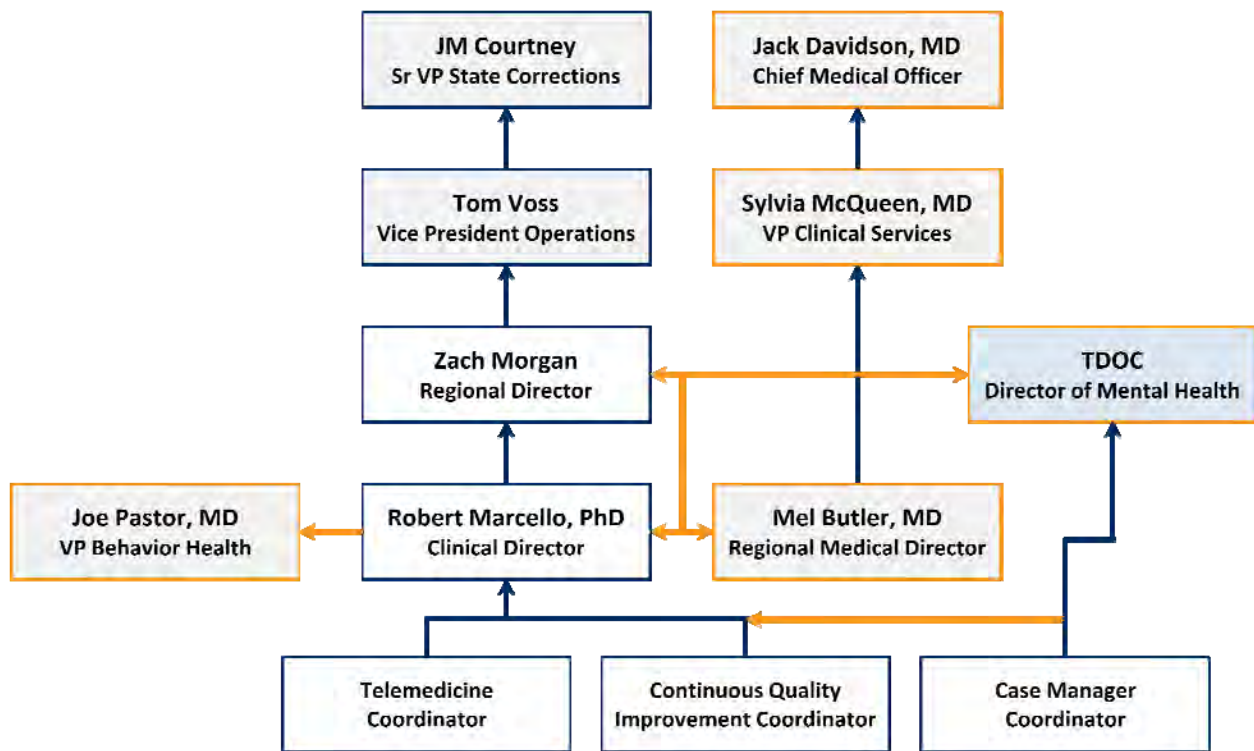 JM Courtney
Sr VP State Corrections
Jack Davidson, MD
Chief Medical Officer
Tom Voss
Vice President Operations
Sylvia McQueen, MD
VP Clinical Services
Zach Morgan
Regional Director
TDOC
Director of Mental Health
Joe Pastor, MD
VP Behavior Health
Robert Marcello, PhD
Clinical Director
Mel Butler, MD
Regional Medical Director
Telemedicine
Coordinator
Continuous Quality
Improvement Coordinator
Case Manager
Coordinator